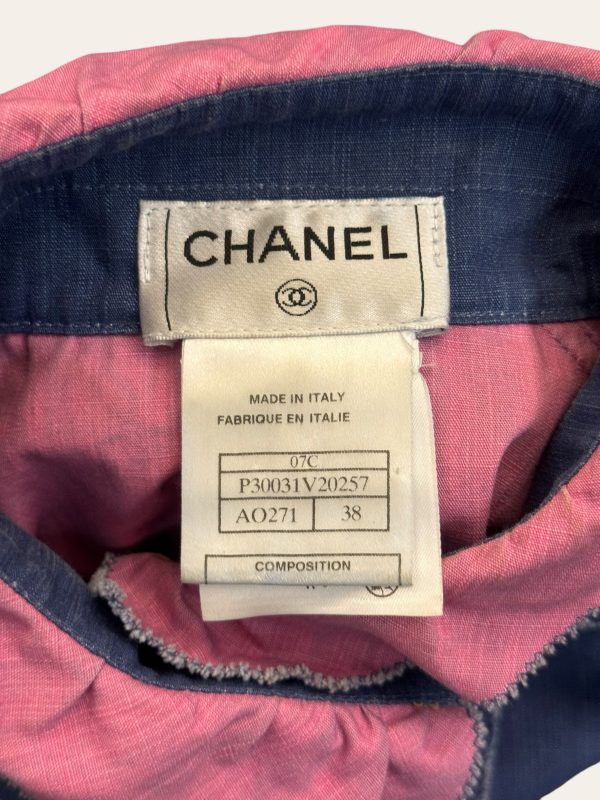 CHANEL
MADE IN ITALY
FABRIQUE EN ITALIE
07C
P30031V20257
AO271 38
COMPOSITION